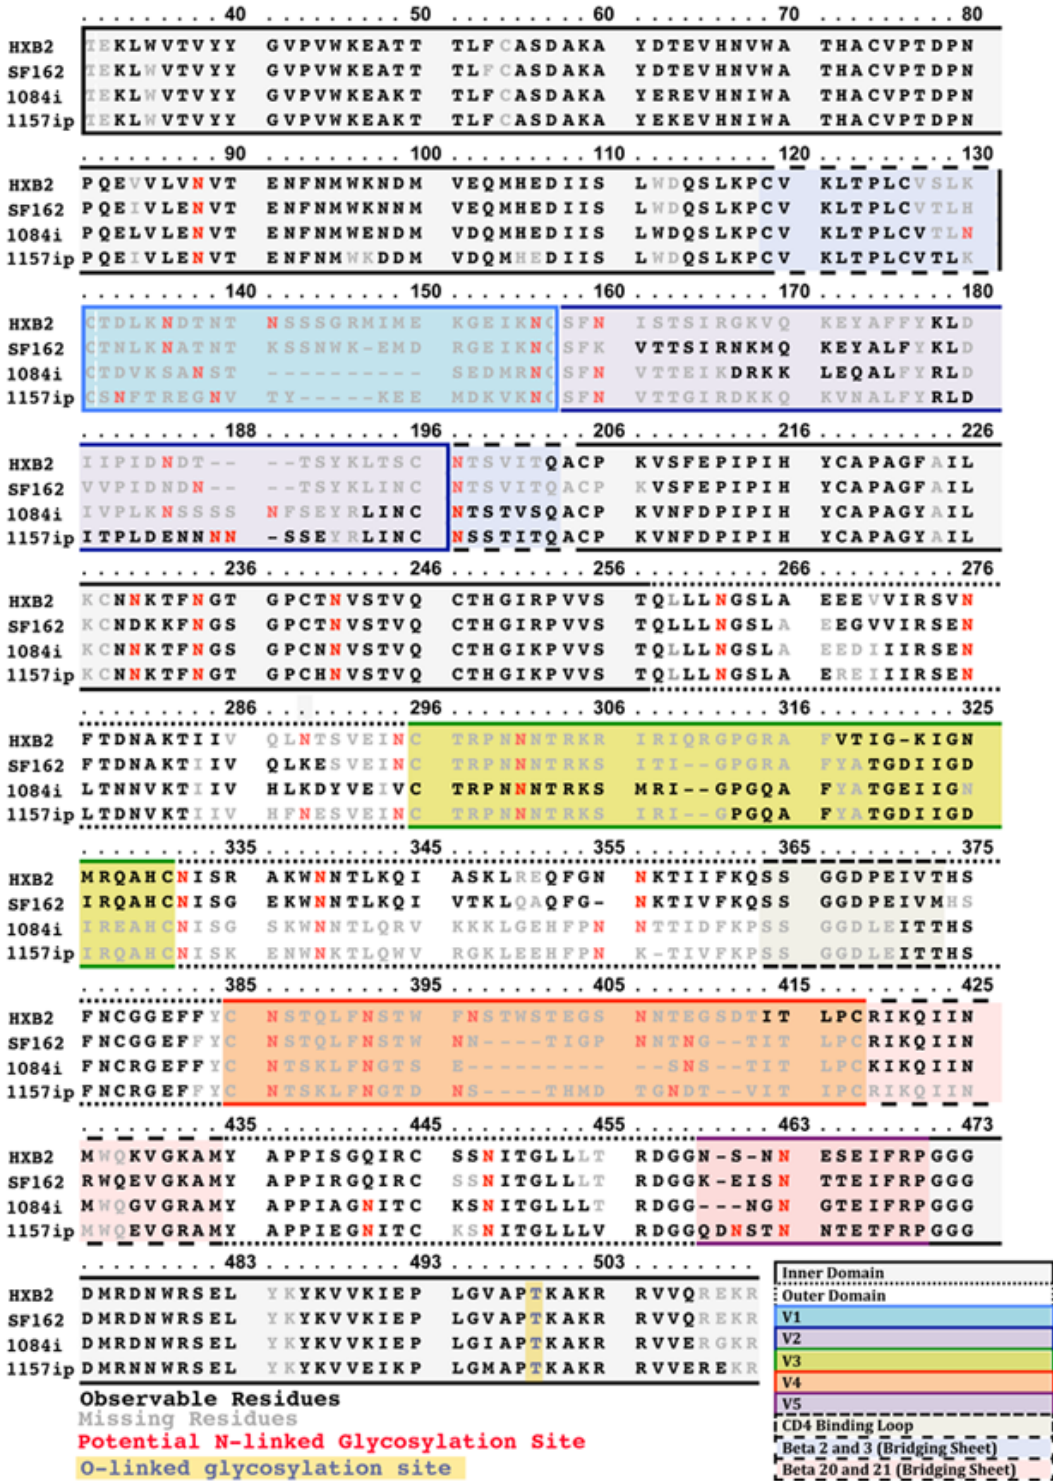 . . . . . . . . 40 . . . . . . . . 50 . . . . . . . . 60 . . . . . . . . 70 . . . . . . . . 80
HXB2 TEKLWVTVYY GVPVWKEATT TLFCASDAKA YDTEVHNVWA THACVPTDPN
SF162 TEKLWVTVYY GVPVWKEATT TLFCASDAKA YDTEVHNVWA THACVPTDPN
1084i TEKLWVTVYY GVPVWKEAKT TLFCASDAKA YEREVHNIWA THACVPTDPN
1157ip TEKLWVTVYY GVPVWKEAKT TLFCASDAKA YEKEVHNIWA THACVPTDPN
. . . . . . . . 90 . . . . . . . . 100 . . . . . . . . 110 . . . . . . . . 120 . . . . . . . . 130
HXB2 PQEVVLVNVT ENFNMWKNDM VEQMHEDIIS LWDQSLKPCV KLTPLCVSLK
SF162 PQEIVLENVT ENFNMWKNNM VEQMHEDIIS LWDQSLKPCV KLTPLCVTLH
1084i PQELVLENVT ENFNMWENDM VDQMHEDIIS LWDQSLKPCV KLTPLCVTLN
1157ip PQEIVLENVT ENFNMWKDDM VDQMHEDIIS LWDQSLKPCV KLTPLCVTLK
. . . . . . . . 140 . . . . . . . . 150 . . . . . . . . 160 . . . . . . . . 170 . . . . . . . . 180
HXB2 CTDLKNDTNT NSSSGRMIME KGEIKNCSFN ISTSIRGKVQ KEYAFFYKLD
SF162 CTNLKNATNT KSSNWK-EMD RGEIKNCSFK VTTSIRNKMQ KEYALFYKLD
1084i CTDVKSANST ---------- SEDMRNCSFN VTTEIKDRKK LEQALFYRLD
1157ip CSNFTREGNV TY-----KEE MDKVKNCSFN VTTGIRDKKQ KVNALFYRLD
. . . . . . . . 188 . . . . . . . . 196 . . . . . . . . 206 . . . . . . . . 216 . . . . . . . . 226
HXB2 IIPIDNDT-- --TSYKLTSC NTSVITQACP KVSFEPIPIH YCAPAGFAIL
SF162 VVPIDNDN-- --TSYKLINC NTSVITQACP KVSFEPIPIH YCAPAGFAIL
1084i IVPLKNSSSS NFSEYRLINC NTSTVSQACP KVNFDPIPIH YCAPAGYAIL
1157ip ITPLDENNNN -SSEYRLINC NSSTITQACP KVNFDPIPIH YCAPAGYAIL
. . . . . . . . 236 . . . . . . . . 246 . . . . . . . . 256 . . . . . . . . 266 . . . . . . . . 276
HXB2 KCNNKTFNGT GPCTNVSTVQ CTHGIRPVVS TQLLLNGSLA EEEVVIRSVN
SF162 KCNDKKFNGS GPCTNVSTVQ CTHGIRPVVS TQLLLNGSLA EEGVVIRSEN
1084i KCNNKTFNGS GPCNNVSTVQ CTHGIKPVVS TQLLLNGSLA EEDIIIRSEN
1157ip KCNNKTFNGT GPCHNVSTVQ CTHGIKPVVS TQLLLNGSLA EREIIIRSEN
. . . . . . . . 286 . . . . . . . . 296 . . . . . . . . 306 . . . . . . . . 316 . . . . . . . . 325
HXB2 FTDNAKTIIV QLNTSVEINC TRPNNNTRKR IRIQRGPGRA FVTIG-KIGN
SF162 FTDNAKTIIV QLKESVEINC TRPNNNTRKS ITI--GPGRA FYATGDIIGD
1084i LTNNVKTIIV HLKDYVEIVC TRPNNNTRKS MRI--GPGQA FYATGEIIGN
1157ip LTDNVKTIIV HFNESVEINC TRPNNNTRKS IRI--GPGQA FYATGDIIGD
. . . . . . . . 335 . . . . . . . . 345 . . . . . . . . 355 . . . . . . . . 365 . . . . . . . . 375
HXB2 MRQAHCNISR AKWNNTLKQI ASKLREQFGN NKTIIFKQSS GGDPEIVTHS
SF162 IRQAHCNISG EKWNNTLKQI VTKLQAQFG- NKTIVFKQSS GGDPEIVMHS
1084i IREAHCNISG SKWNNTLQRV KKKLGEHFPN NTTIDFKPSS GGDLEITTHS
1157ip IRQAHCNISK ENWNKTLQWV RGKLEEHFPN K-TIVFKPSS GGDLEITTHS
. . . . . . . . 385 . . . . . . . . 395 . . . . . . . . 405 . . . . . . . . 415 . . . . . . . . 425
HXB2 FNCGGEFFYC NSTQLFNSTW FNSTWSTEGS NNTEGSDTIT LPCRIKQIIN
SF162 FNCGGEFFYC NSTQLFNSTW N----TIGP NNTNG--TIT LPCRIKQIIN
1084i FNCRGEFFYC NTSKLFNGTS E--------- --SNS--TIT LPCKIKQIIN
1157ip FNCRGEFFYC NTSKLFNGTD NS----THMD TGNDT--VIT IPCRIKQIIN
. . . . . . . . 435 . . . . . . . . 445 . . . . . . . . 455 . . . . . . . . 463 . . . . . . . . 473
HXB2 MWQKVGKAMY APPISGQIRC SSNITGLLLT RDGGN-S-NN ESEIFRPGGG
SF162 RWQEVGKAMY APPIRGQIRC SSNITGLLLT RDGGK-EISN TTEIFRPGGG
1084i MWQGVGRAMY APPIAGNITC KSNITGLLLT RDGG---NGN GTEIFRPGGG
1157ip MWQEVGRAMY APPIEGNITC KSNITGLLLV RDGGQDNSTN NTETFRPGGG
. . . . . . . . 483 . . . . . . . . 493 . . . . . . . . 503 . . . . . . . .
HXB2 DMRDNWRSEL YKYKVVKIEP LGVAPTKAKR RVVQREKR
SF162 DMRDNWRSEL YKYKVVKIEP LGVAPTKAKR RVVQREKR
1084i DMRDNWRSEL YKYKVVKIEP LGIAPTKAKR RVVERGKR
1157ip DMRNNWRSEL YKYKVVEIKP LGMAPTKAKR RVVEREKR
Observable Residues
Missing Residues
Potential N-linked Glycosylation Site
O-linked glycosylation site
Inner Domain
Outer Domain
V1
V2
V3
V4
V5
CD4 Binding Loop
Beta 2 and 3 (Bridging Sheet)
Beta 20 and 21 (Bridging Sheet)